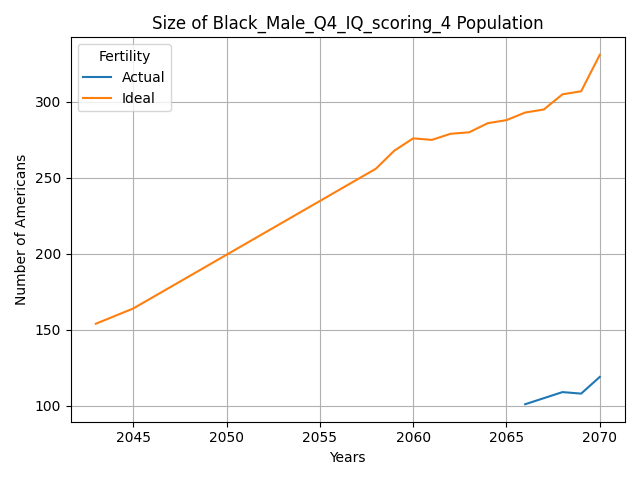 Size of Black_Male_Q4_IQ_scoring_4 Population
Fertility
Actual
Ideal
Number of Americans
300
250
200
150
100
2045 2050 2055 2060 2065 2070
Years